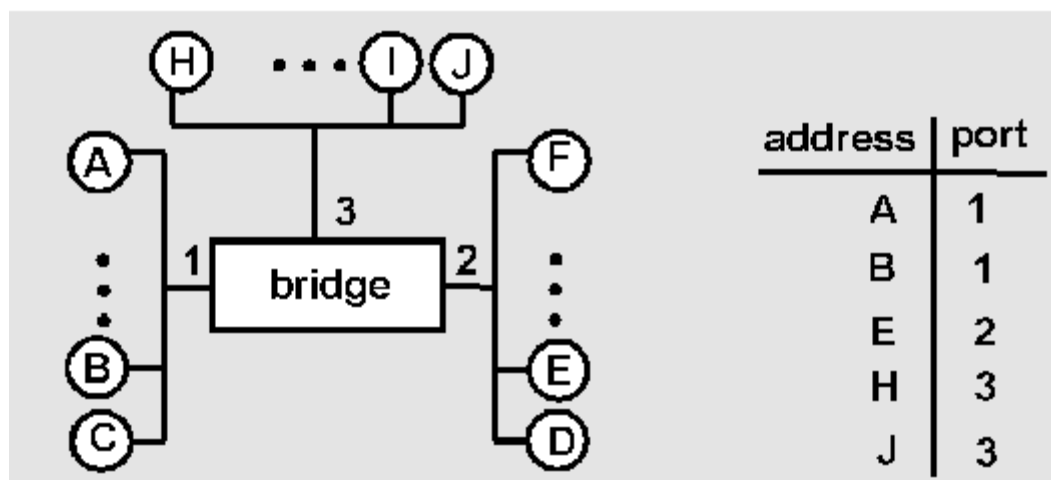 H ... I J
A
F
3
1
bridge
2
B
E
C
D
address port
A 1
B 1
E 2
H 3
J 3